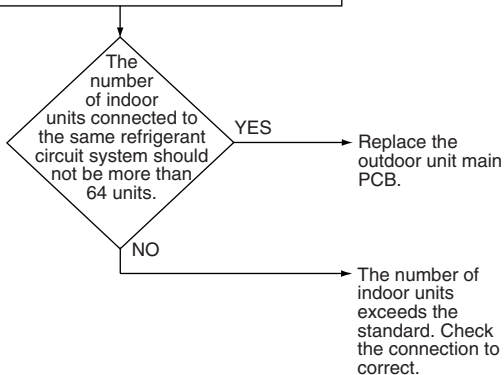 The
number
of indoor
units connected to
the same refrigerant
circuit system should
not be more than
64 units.
YES
Replace the
outdoor unit main
PCB.
NO
The number of
indoor units
exceeds the
standard. Check
the connection to
correct.